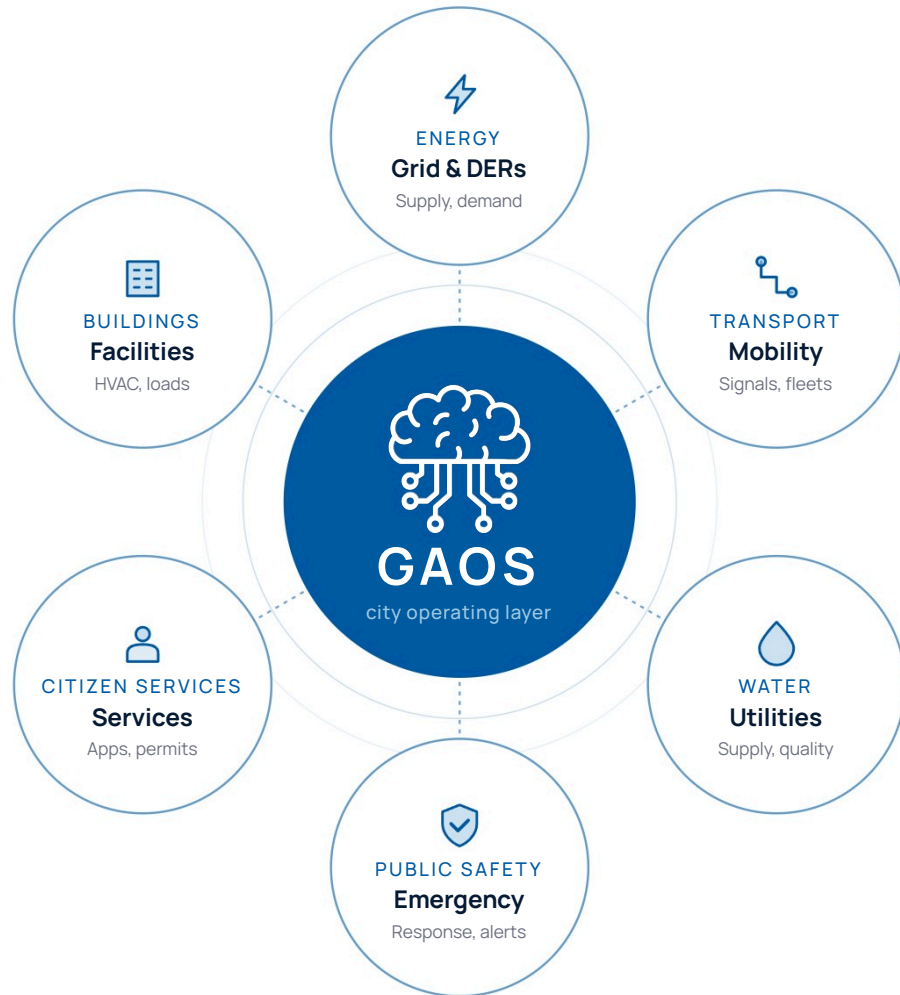 ENERGY
Grid & DERs
Supply, demand
BUILDINGS
Facilities
HVAC, loads
TRANSPORT
Mobility
Signals, fleets
GAOS
city operating layer
CITIZEN SERVICES
Services
Apps, permits
WATER
Utilities
Supply, quality
PUBLIC SAFETY
Emergency
Response, alerts